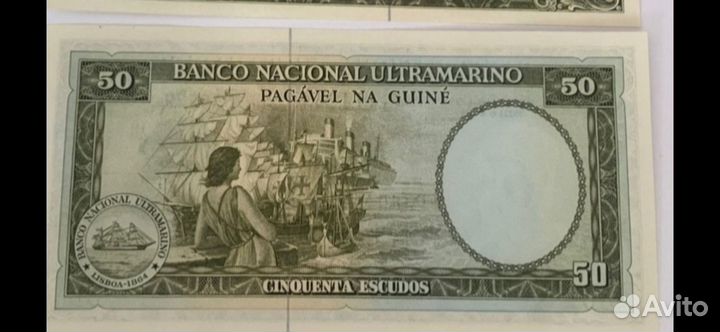 50
BANCO NACIONAL ULTRAMARINO
50
PAGÁVEL NA GUINÉ
BANCO NACIONAL ULTRAMARINO
LISBOA-1864
CINQUENTA ESCUDOS
50
Avito